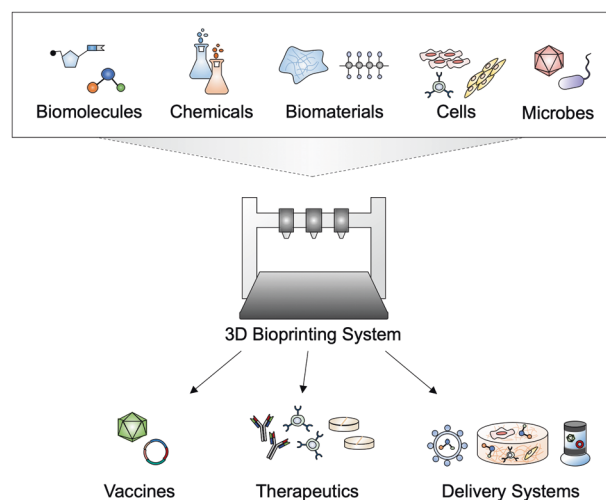 Biomolecules Chemicals Biomaterials Cells Microbes
3D Bioprinting System
Vaccines Therapeutics Delivery Systems